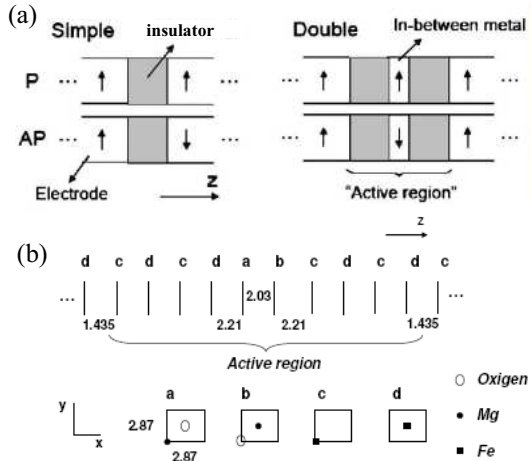 (a)
Simple
insulator
Double
In-between metal
P
... ...
... ...
AP
... ...
... ...
Electrode
z
"Active region"
(b)
z
d c d c d a b c d c d c
... 2.03 ...
1.435 2.21 2.21 1.435
Active region
a b c d
y
x
2.87
2.87
Oxigen
Mg
Fe